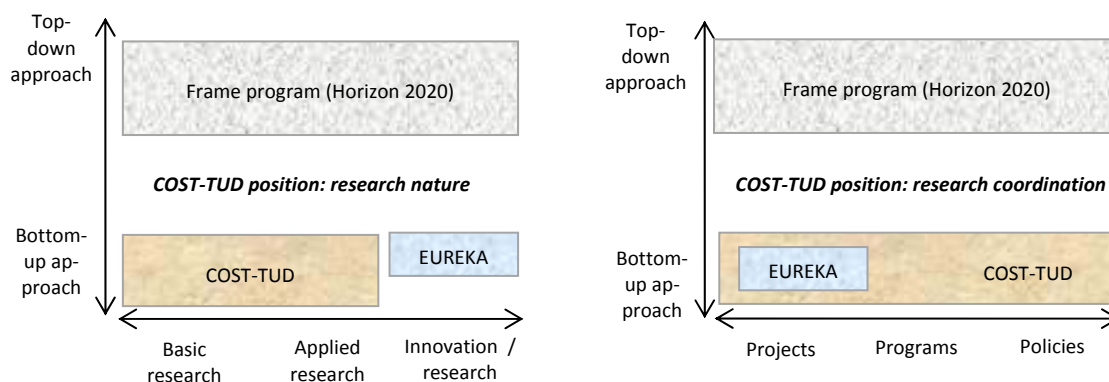 Top-
down
approach
Frame program (Horizon 2020)
COST-TUD position: research nature
Bottom-
up ap-
proach
COST-TUD
EUREKA
Basic
research
Applied
research
Innovation /
research
Top-
down
approach
Frame program (Horizon 2020)
COST-TUD position: research coordination
Bottom-
up ap-
proach
EUREKA
COST-TUD
Projects
Programs
Policies